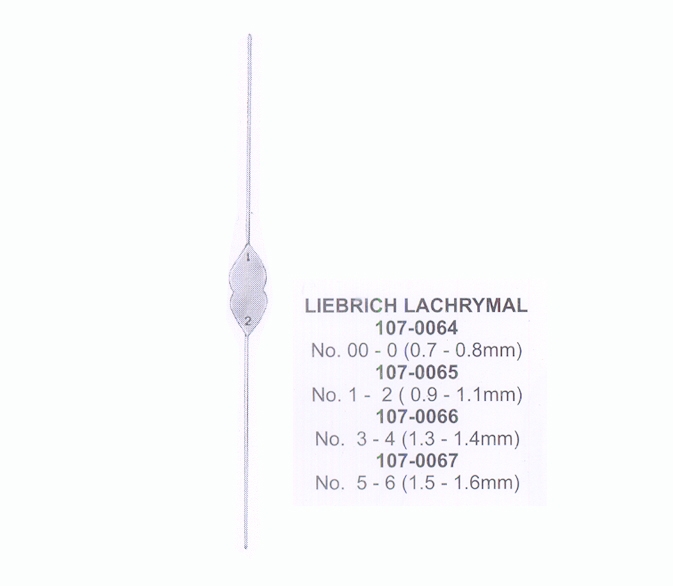 1
2
LIEBRICH LACHRYMAL
107-0064
No. 00 - 0 (0.7 - 0.8mm)
107-0065
No. 1 - 2 ( 0.9 - 1.1mm)
107-0066
No. 3 - 4 (1.3 - 1.4mm)
107-0067
No. 5 - 6 (1.5 - 1.6mm)